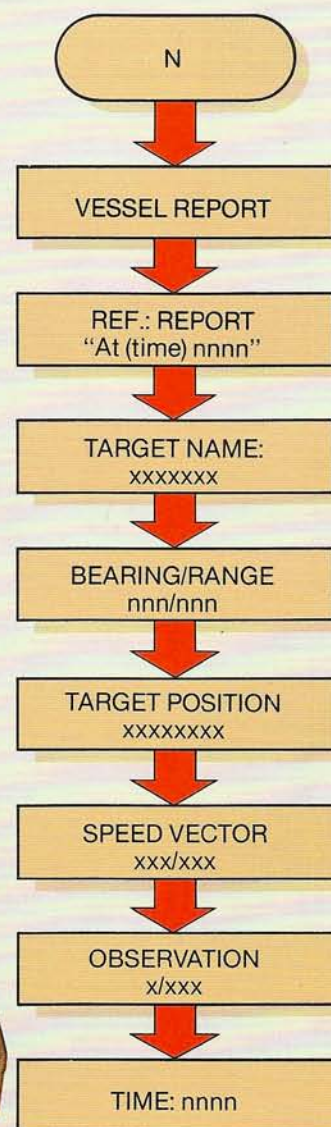 N
VESSEL REPORT
REF.: REPORT
“At (time) nnnn”
TARGET NAME:
xxxxxxx
BEARING/RANGE
nnn/nnn
TARGET POSITION
xxxxxxxx
SPEED VECTOR
xxx/xxx
OBSERVATION
x/xxx
TIME: nnnn